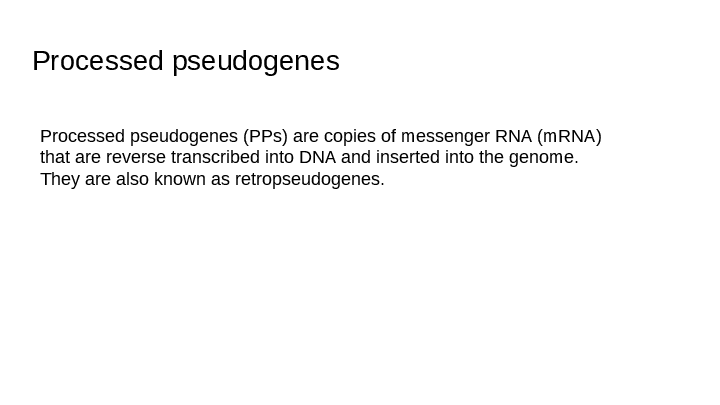 Processed pseudogenes
Processed pseudogenes (PPs) are copies of messenger RNA (mRNA)
that are reverse transcribed into DNA and inserted into the genome.
They are also known as retropseudogenes.